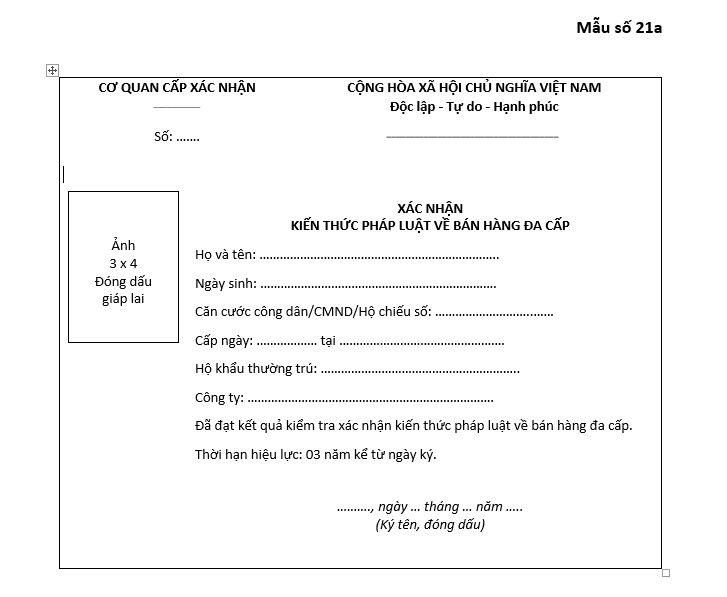 Mẫu số 21a
CƠ QUAN CẤP XÁC NHẬN
CỘNG HÒA XÃ HỘI CHỦ NGHĨA VIỆT NAM
Độc lập - Tự do - Hạnh phúc
Số: .......
Ảnh
3 x 4
Đóng dấu
giáp lai
XÁC NHẬN
KIẾN THỨC PHÁP LUẬT VỀ BÁN HÀNG ĐA CẤP
Họ và tên: ................................................................
Ngày sinh: ...............................................................
Căn cước công dân/CMND/Hộ chiếu số: ................................
Cấp ngày: .................. tại .............................................
Hộ khẩu thường trú: ......................................................
Công ty: ..................................................................
Đã đạt kết quả kiểm tra xác nhận kiến thức pháp luật về bán hàng đa cấp.
Thời hạn hiệu lực: 03 năm kể từ ngày ký.
.........., ngày ... tháng ... năm .....
(Ký tên, đóng dấu)